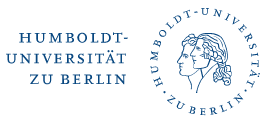 HUMBOLDT-
UNIVERSITÄT
ZU BERLIN
· HUMBOLDT-UNIVERSITÄT ·
ZU BERLIN